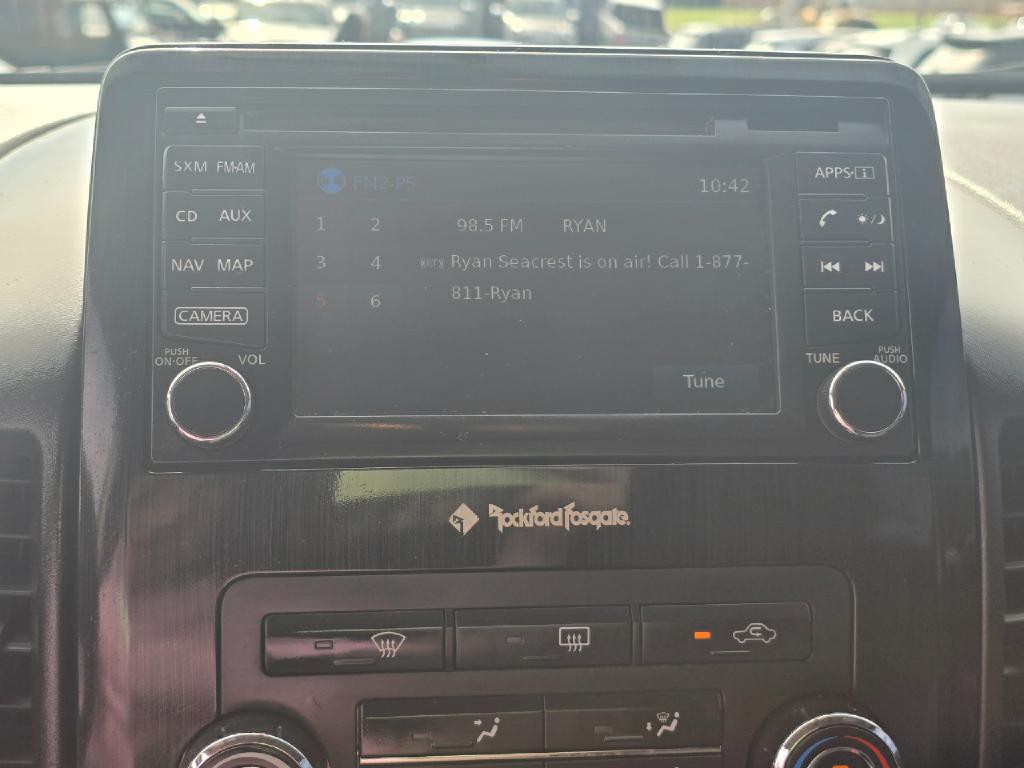 SXM FM·AM
CD AUX
NAV MAP
CAMERA
PUSH
ON·OFF
VOL
FM2-P5
10:42
1 2 98.5 FM RYAN
3 4 Ryan Seacrest is on air! Call 1-877-
5 6 811-Ryan
Tune
APPS·i
BACK
TUNE
PUSH
AUDIO
Rockford Fosgate.